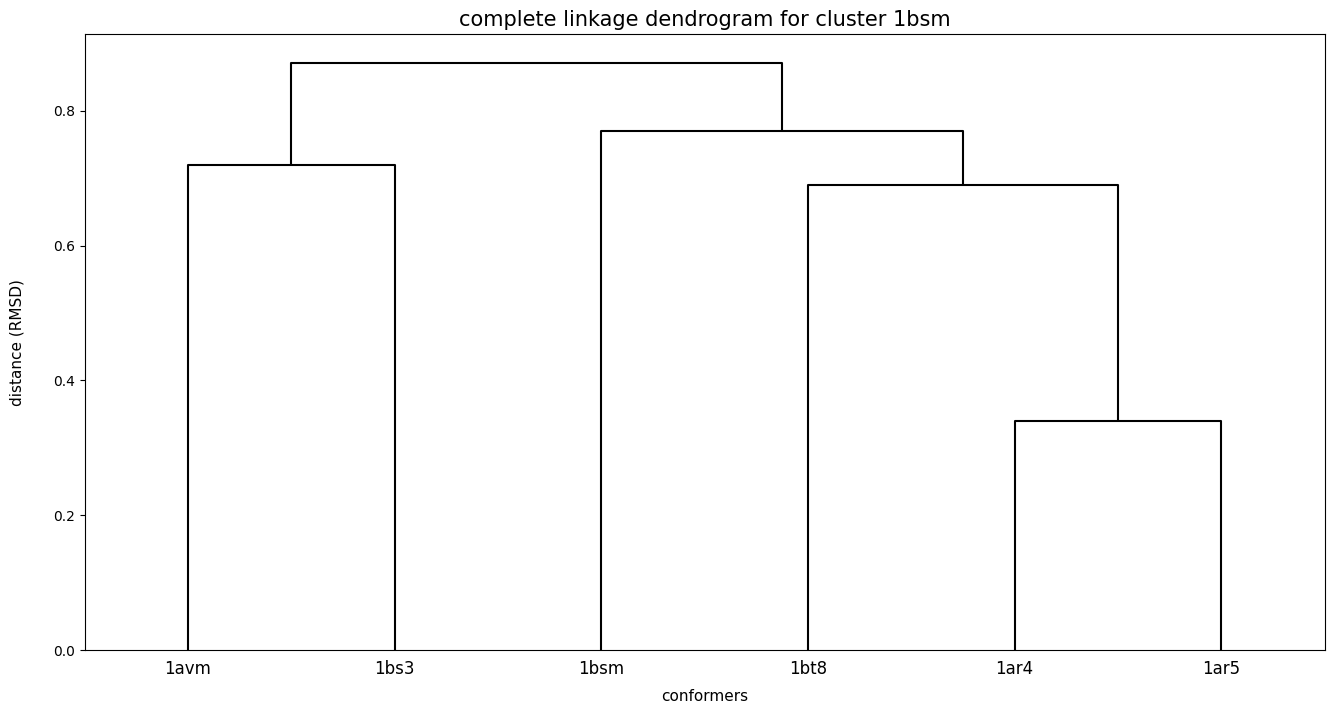 complete linkage dendrogram for cluster 1bsm
distance (RMSD)
0.8
0.6
0.4
0.2
0.0
1avm 1bs3 1bsm 1bt8 1ar4 1ar5
conformers